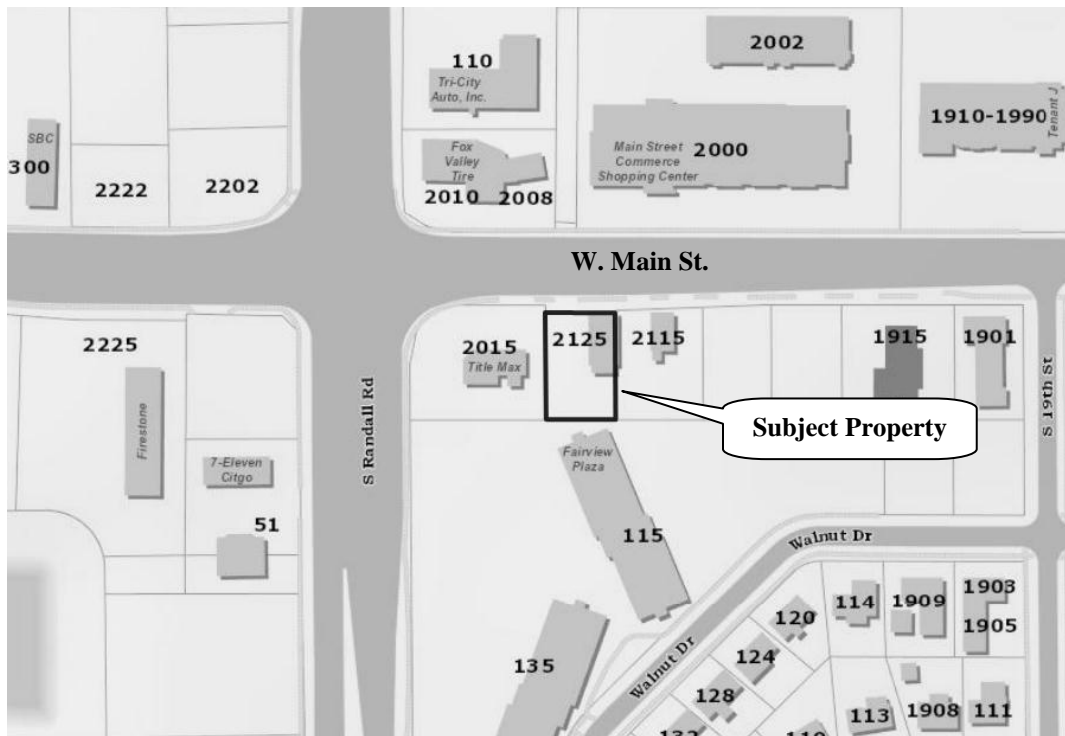 2002
110
Tri-City
Auto, Inc.
1910-1990
Tenant J
SBC
300
2222
2202
Fox
Valley
Tire
2010
2008
Main Street
Commerce
Shopping Center
2000
W. Main St.
2225
Firestone
7-Eleven
Citgo
51
S Randall Rd
2015
Title Max
2125
2115
1915
1901
S 19th St
Subject Property
Fairview
Plaza
115
Walnut Dr
135
Walnut Dr
120
124
128
132
114
1909
1903
1905
113
1908
111